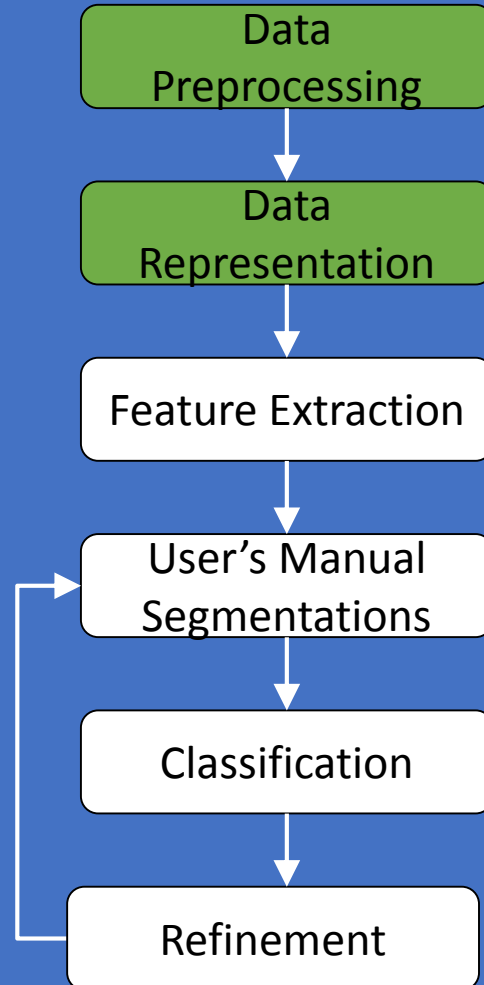 Data
Preprocessing
Data
Representation
Feature Extraction
User’s Manual
Segmentations
Classification
Refinement